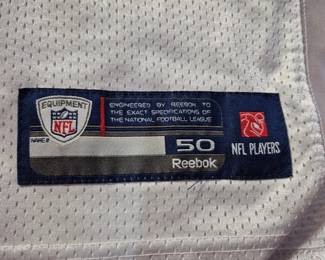 EQUIPMENT
NFL
ENGINEERED BY REEBOK TO
THE EXACT SPECIFICATIONS OF
THE NATIONAL FOOTBALL LEAGUE
NAME #
50
Reebok
NFL PLAYERS